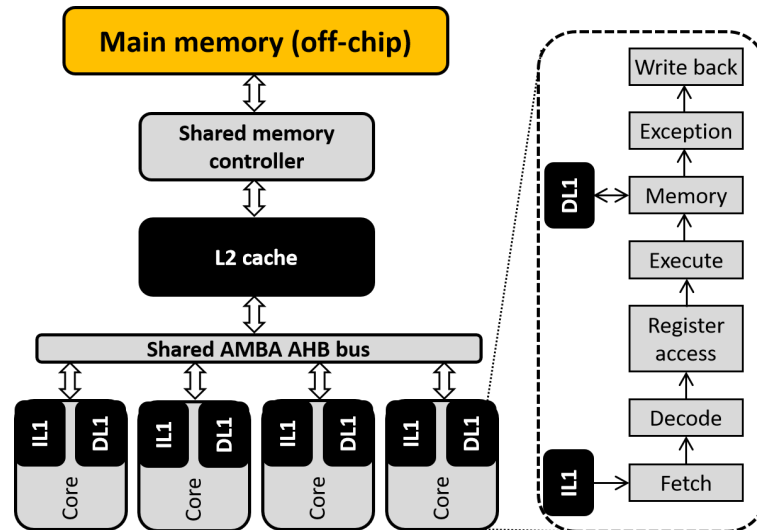 Main memory (off-chip)
Shared memory
controller
L2 cache
Shared AMBA AHB bus
IL1
DL1
Core
IL1
DL1
Core
IL1
DL1
Core
IL1
DL1
Core
Write back
Exception
DL1
Memory
Execute
Register
access
Decode
IL1
Fetch